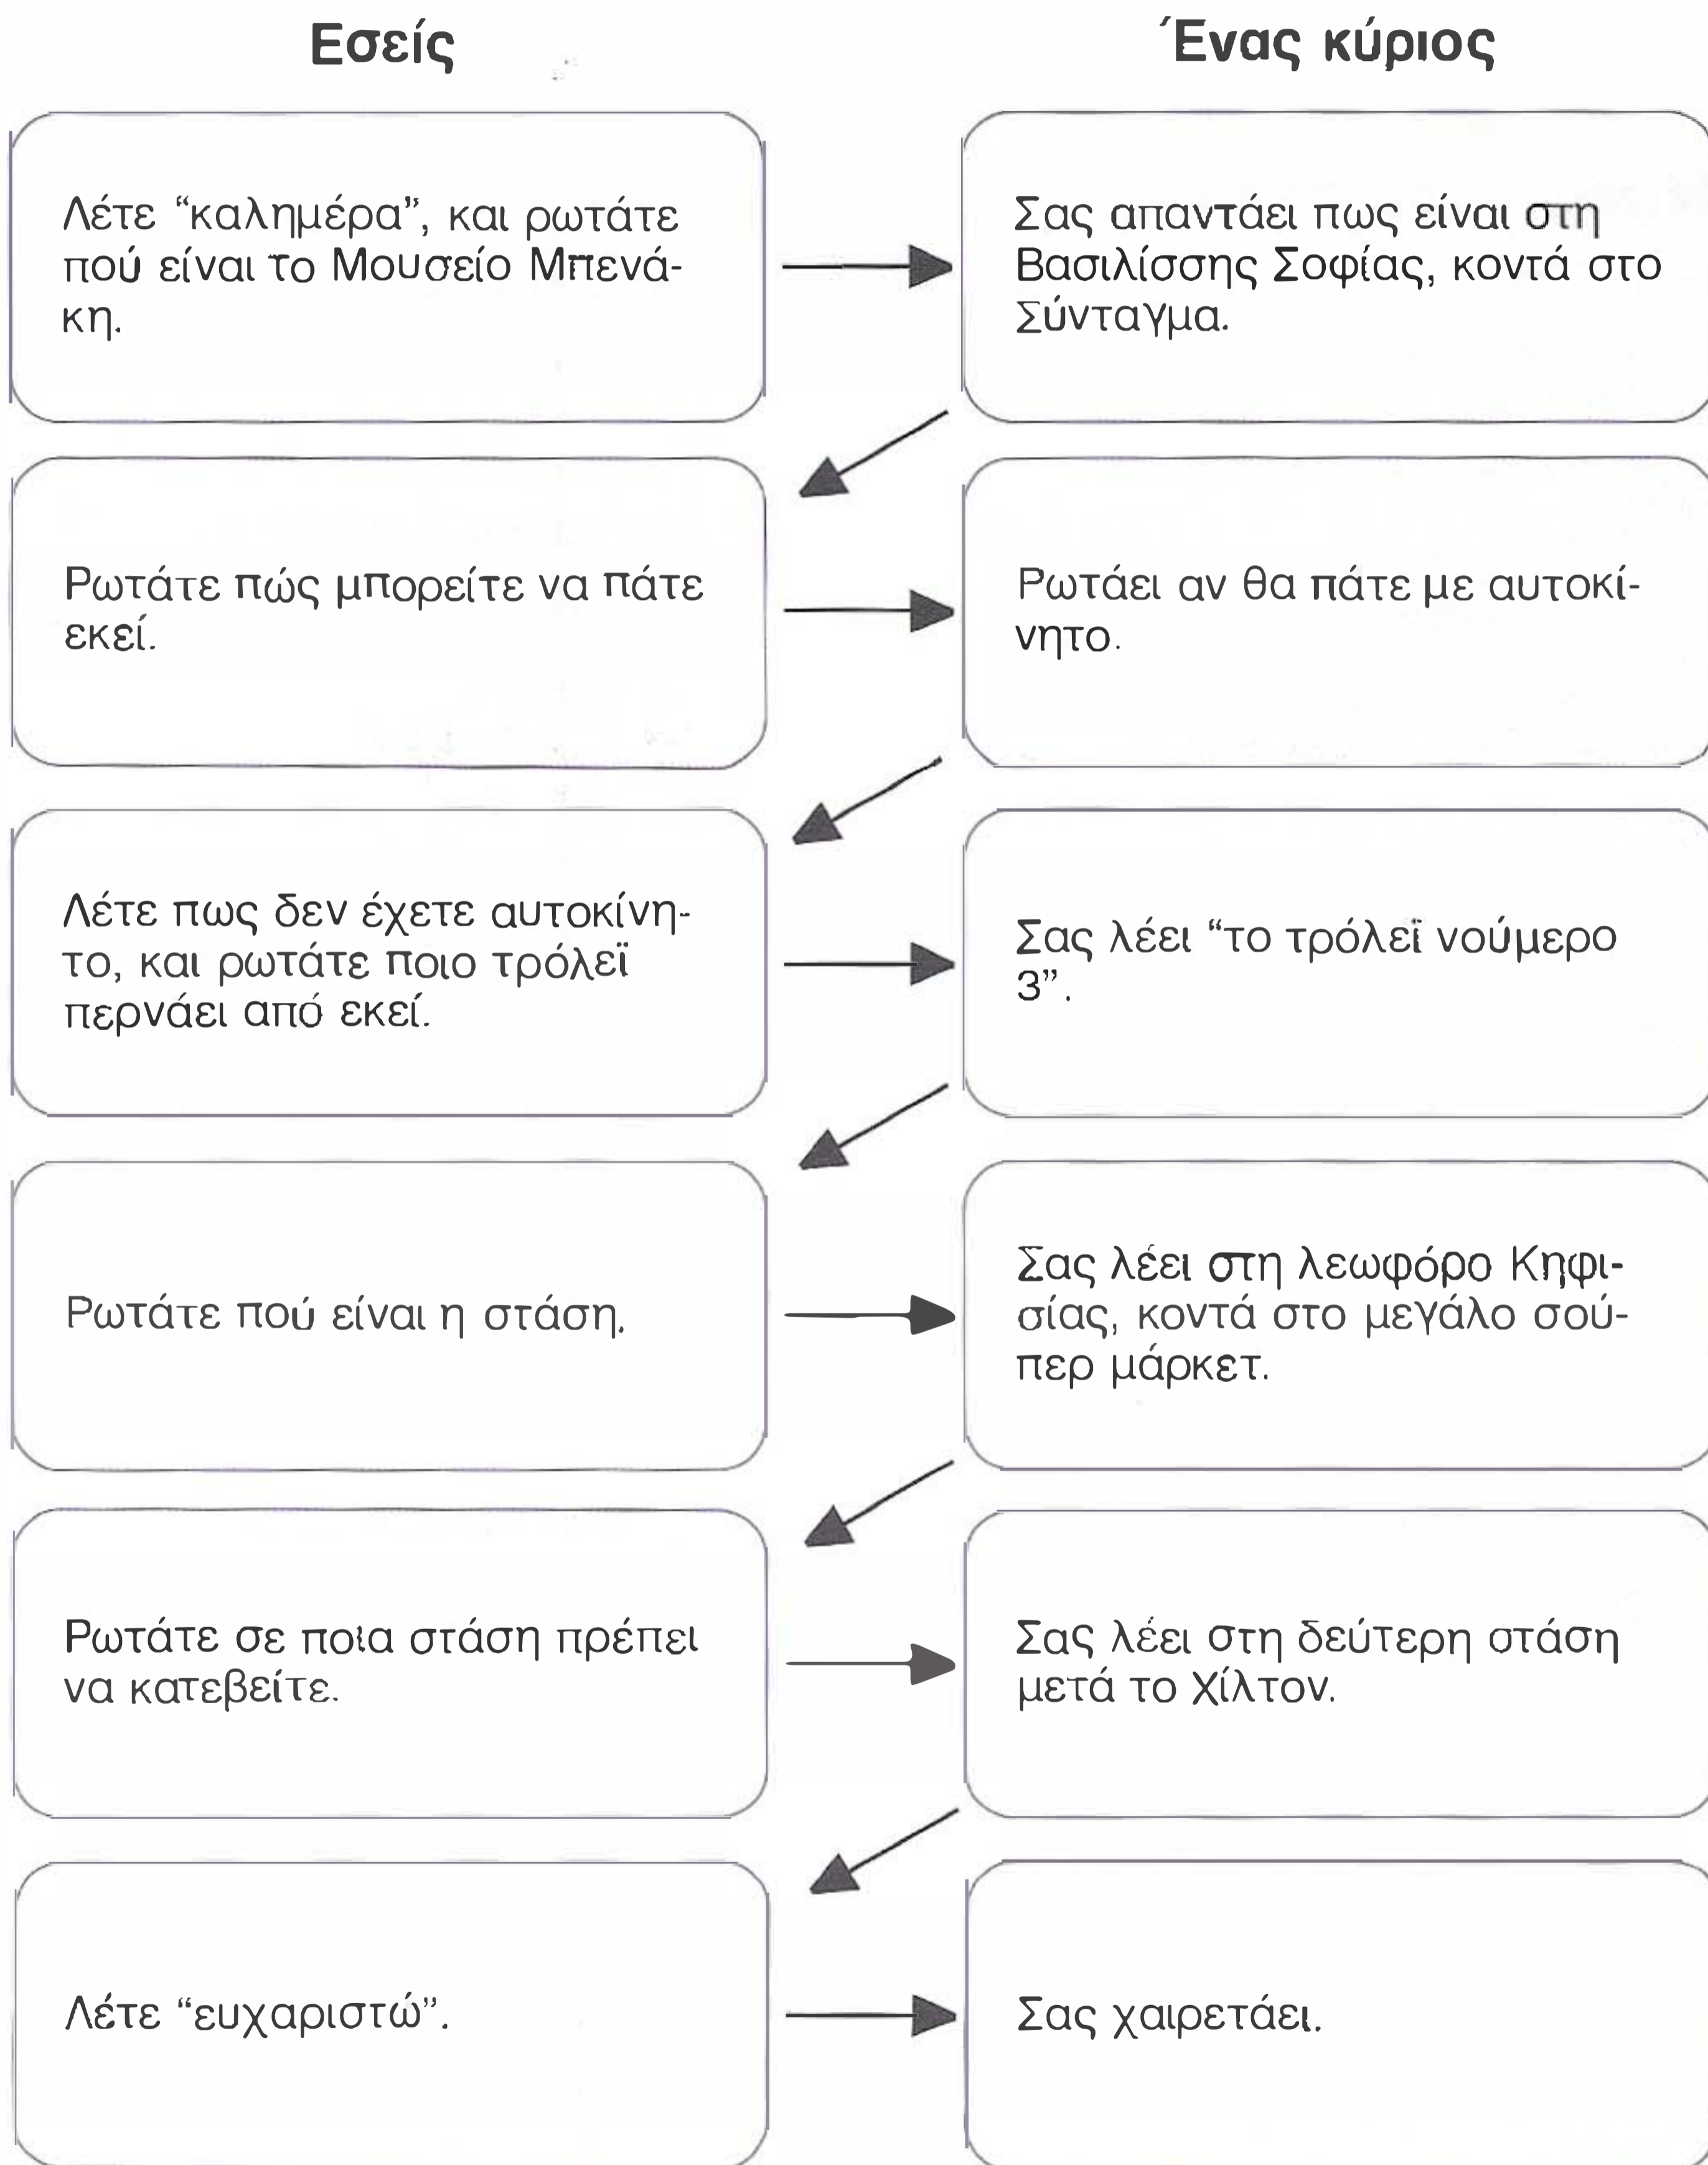 Εσείς
Ένας κύριος
Λέτε “καλημέρα”, και ρωτάτε
πού είναι το Μουσείο Μπενά-
κη.
Σας απαντάει πως είναι στη
Βασιλίσσης Σοφίας, κοντά στο
Σύνταγμα.
Ρωτάτε πώς μπορείτε να πάτε
εκεί.
Ρωτάει αν θα πάτε με αυτοκί-
νητο.
Λέτε πως δεν έχετε αυτοκίνη-
το, και ρωτάτε ποιο τρόλεϊ
περνάει από εκεί.
Σας λέει “το τρόλεϊ νούμερο
3”.
Ρωτάτε πού είναι η στάση.
Σας λέει στη λεωφόρο Κηφι-
σίας, κοντά στο μεγάλο σού-
περ μάρκετ.
Ρωτάτε σε ποια στάση πρέπει
να κατεβείτε.
Σας λέει στη δεύτερη στάση
μετά το Χίλτον.
Λέτε “ευχαριστώ”.
Σας χαιρετάει.